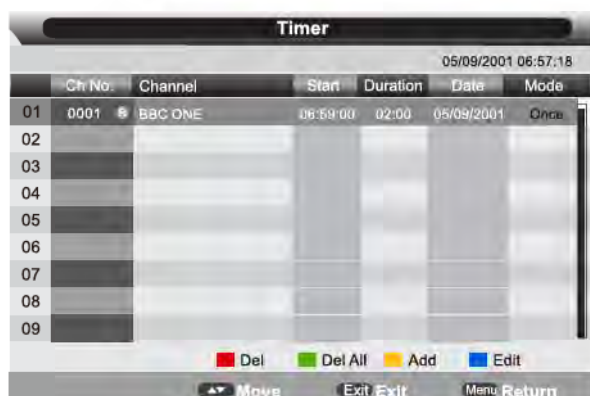 Timer
05/09/2001 06:57:18
Ch No. Channel Start Duration Date Mode
01 0001 S BBC ONE 06:59:00 02:00 05/09/2001 Once
02
03
04
05
06
07
08
09
Del Del All Add Edit
Move Exit Exit Menu Return